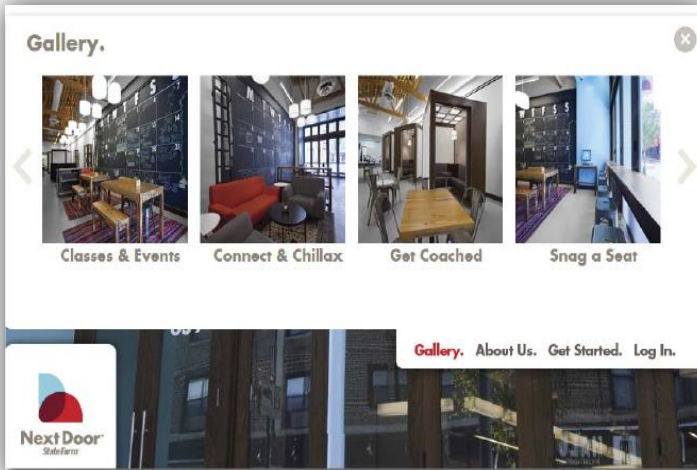 Gallery.
Classes & Events
Connect & Chillax
Get Coached
Snag a Seat
Gallery. About Us. Get Started. Log In.
Next Door
State Farm